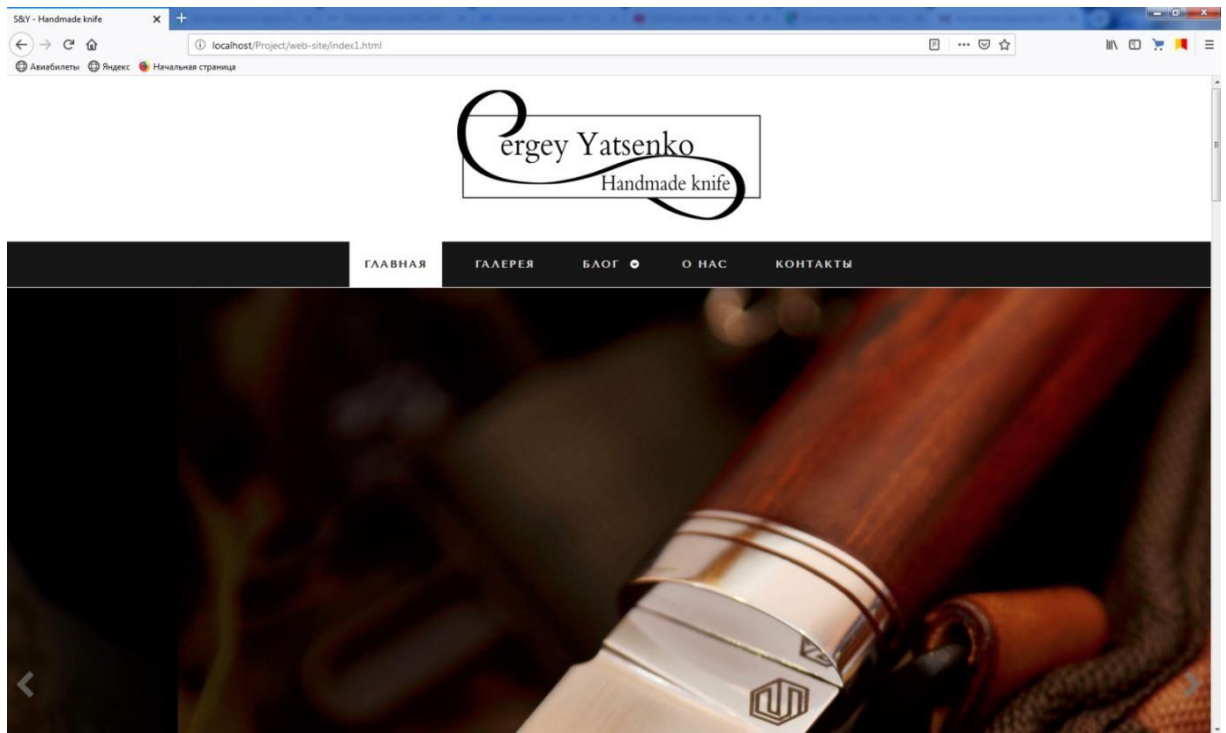 S&Y - Handmade knife
localhost/Project/web-site/index1.html
Авиабилеты Яндекс Начальная страница
Сergey Yatsenko
Handmade knife
ГЛАВНАЯ ГАЛЕРЕЯ БЛОГ О НАС КОНТАКТЫ